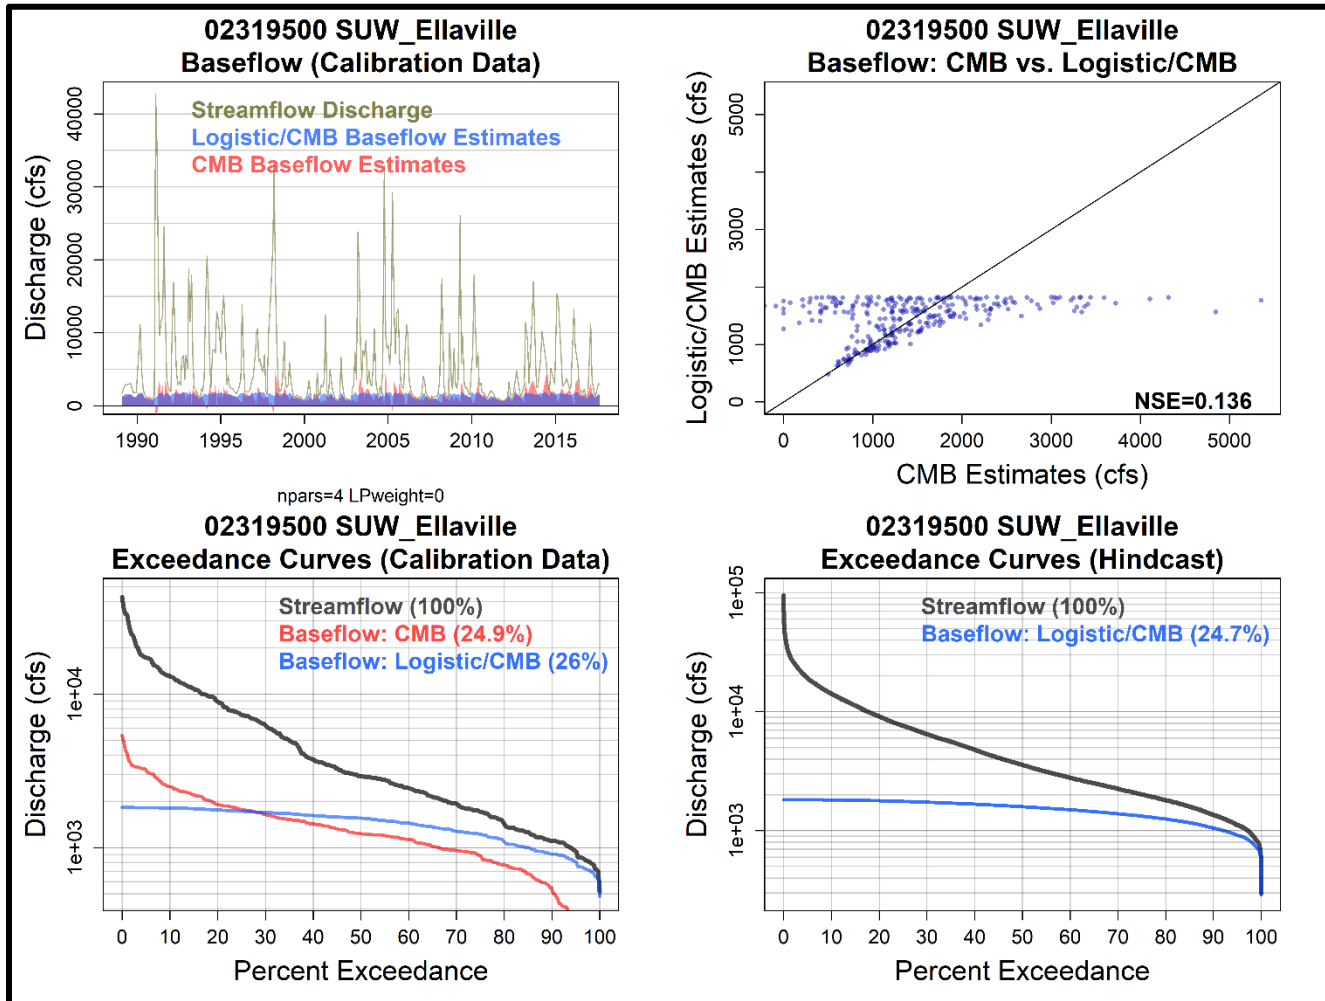 02319500 SUW_Ellaville
Baseflow (Calibration Data)
Streamflow Discharge
Logistic/CMB Baseflow Estimates
CMB Baseflow Estimates
Discharge (cfs)
40000
30000
20000
10000
0
1990
1995
2000
2005
2010
2015
02319500 SUW_Ellaville
Baseflow: CMB vs. Logistic/CMB
Logistic/CMB Estimates (cfs)
5000
3000
1000
0
NSE=0.136
0
1000
2000
3000
4000
5000
CMB Estimates (cfs)
npars=4 LPweight=0
02319500 SUW_Ellaville
Exceedance Curves (Calibration Data)
Streamflow (100%)
Baseflow: CMB (24.9%)
Baseflow: Logistic/CMB (26%)
Discharge (cfs)
1e+04
1e+03
0
10
20
30
40
50
60
70
80
90
100
Percent Exceedance
02319500 SUW_Ellaville
Exceedance Curves (Hindcast)
Streamflow (100%)
Baseflow: Logistic/CMB (24.7%)
Discharge (cfs)
1e+05
1e+04
1e+03
0
10
20
30
40
50
60
70
80
90
100
Percent Exceedance